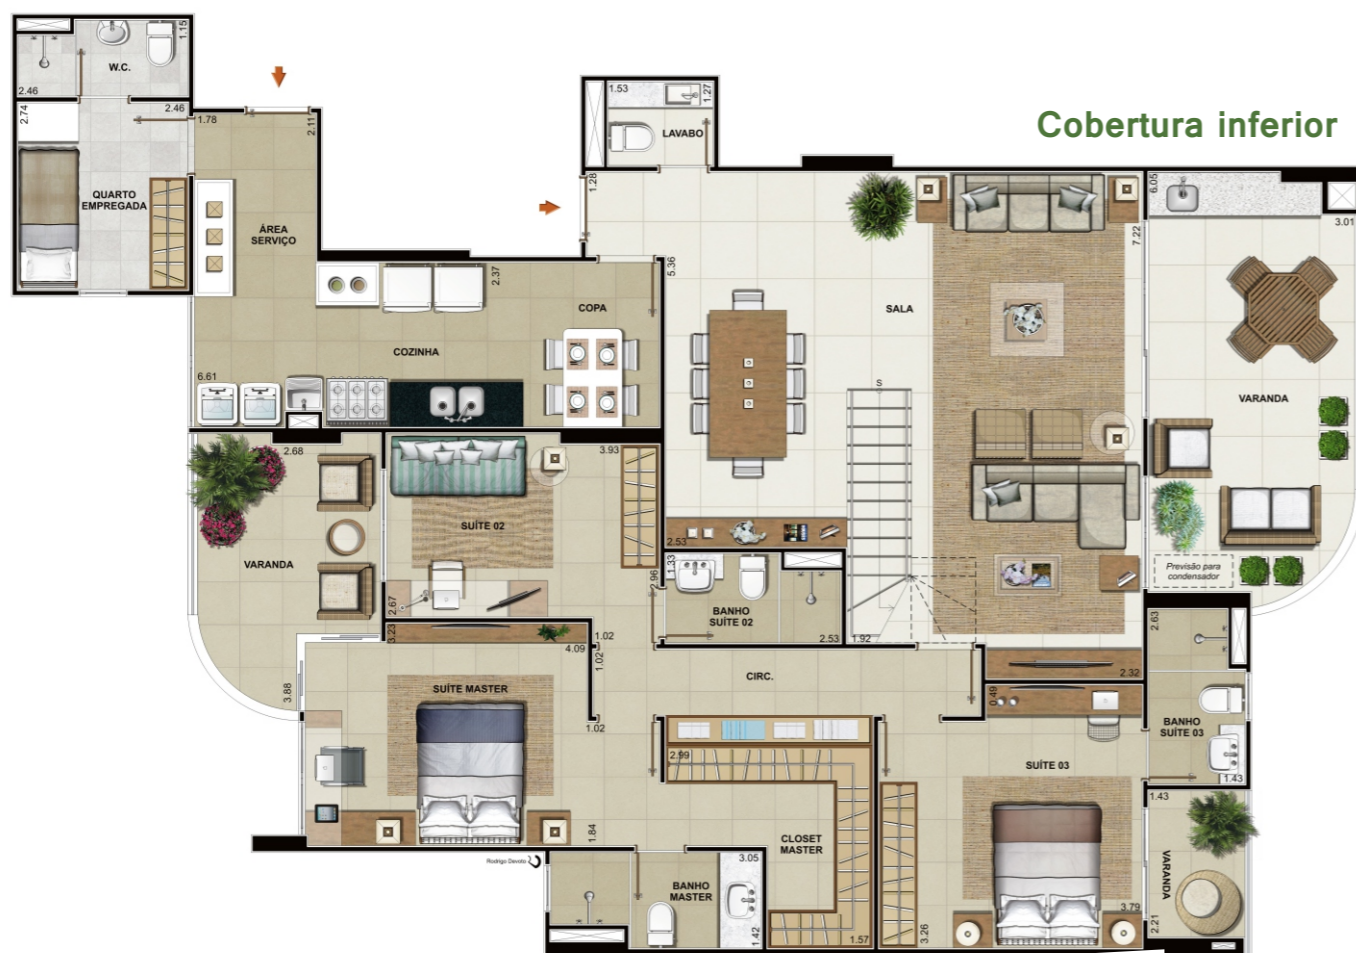 Cobertura inferior
1.15
W.C.
2.46
2.74
2.46
1.78
2.11
QUARTO
EMPREGADA
ÁREA
SERVIÇO
1.53
1.27
LAVABO
1.28
5.36
2.37
COPA
COZINHA
6.61
SALA
S
7.22
6.05
3.01
VARANDA
Previsão para
condensador
2.68
VARANDA
3.88
3.93
SUÍTE 02
2.67
2.96
2.53
1.33
BANHO
SUÍTE 02
2.53
1.92
3.23
4.09
1.02
1.02
1.02
SUÍTE MASTER
CIRC.
2.32
0.49
2.63
BANHO
SUÍTE 03
1.43
2.99
SUÍTE 03
1.43
CLOSET
MASTER
1.84
Rodrigo Devoto
3.05
BANHO
MASTER
1.42
1.57
3.26
3.79
VARANDA
2.21